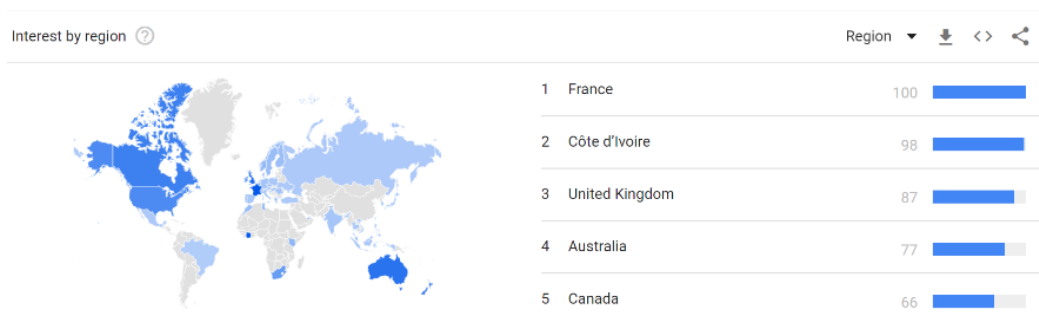 Interest by region
Region
1 France 100
2 Côte d'Ivoire 98
3 United Kingdom 87
4 Australia 77
5 Canada 66